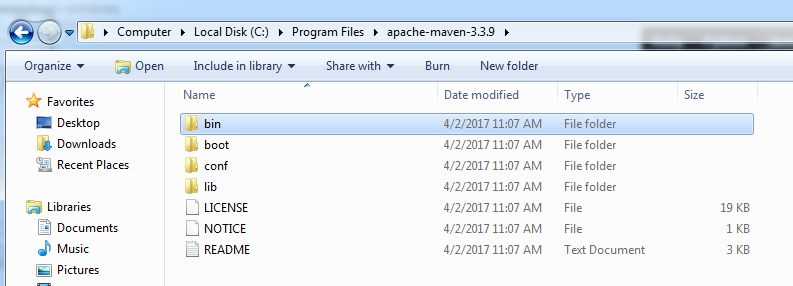 Computer Local Disk (C:) Program Files apache-maven-3.3.9
Organize Open Include in library Share with Burn New folder
Favorites
Desktop
Downloads
Recent Places
Libraries
Documents
Music
Pictures
Name Date modified Type Size
bin 4/2/2017 11:07 AM File folder
boot 4/2/2017 11:07 AM File folder
conf 4/2/2017 11:07 AM File folder
lib 4/2/2017 11:07 AM File folder
LICENSE 4/2/2017 11:07 AM File 19 KB
NOTICE 4/2/2017 11:07 AM File 1 KB
README 4/2/2017 11:07 AM Text Document 3 KB